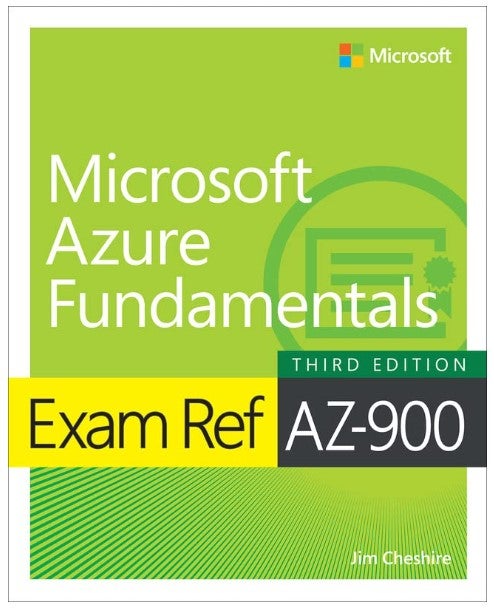 Microsoft
Microsoft
Azure
Fundamentals
THIRD EDITION
Exam Ref AZ-900
Jim Cheshire